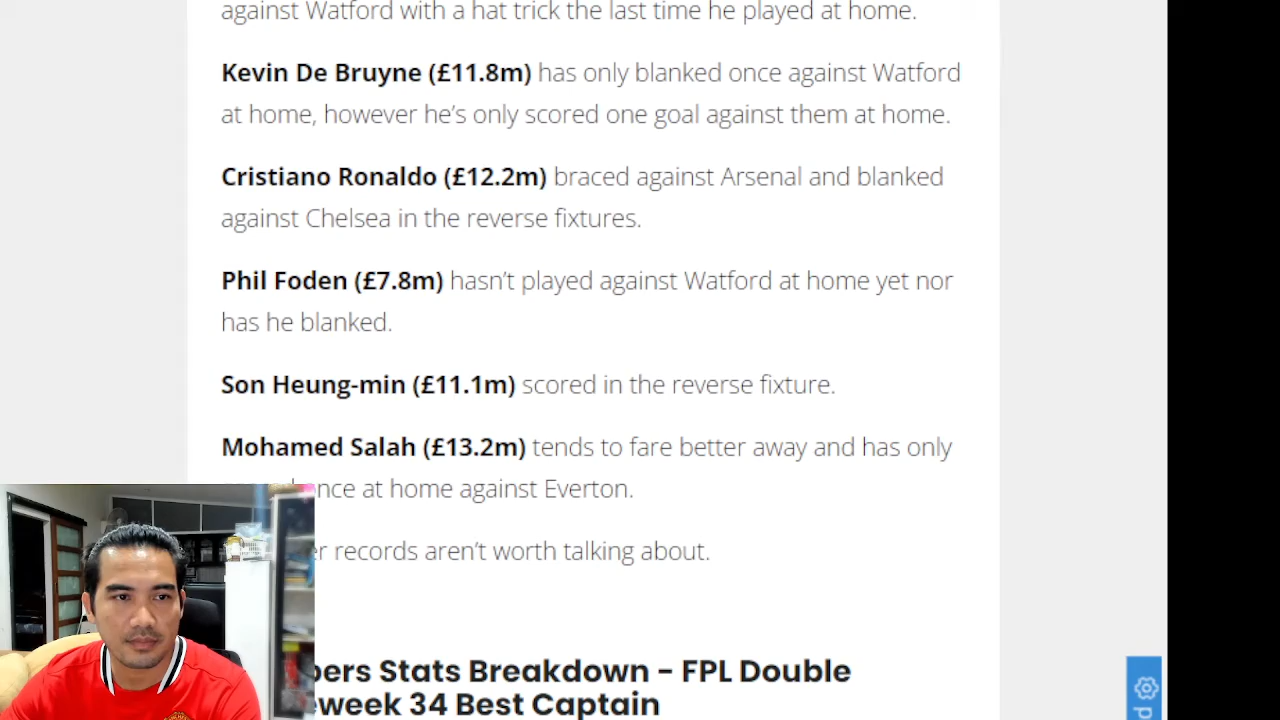 against Watford with a hat trick the last time he played at home.
Kevin De Bruyne (£11.8m) has only blanked once against Watford
at home, however he's only scored one goal against them at home.
Cristiano Ronaldo (£12.2m) braced against Arsenal and blanked
against Chelsea in the reverse fixtures.
Phil Foden (£7.8m) hasn't played against Watford at home yet nor
has he blanked.
Son Heung-min (£11.1m) scored in the reverse fixture.
Mohamed Salah (£13.2m) tends to fare better away and has only
at home against Everton.
records aren't worth talking about.
Stats Breakdown – FPL Double
34 Best Captain